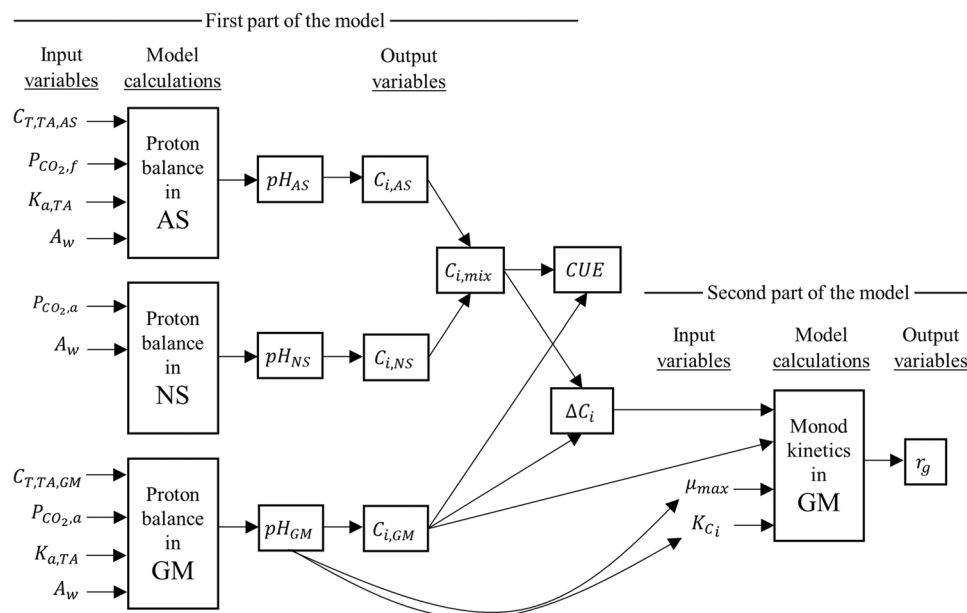 First part of the model
Input
variables
Model
calculations
Output
variables
C_{T,TA,AS}
P_{CO_2,f}
K_{a,TA}
A_w
Proton
balance
in
AS
pH_{AS}
C_{i,AS}
C_{i,mix}
CUE
P_{CO_2,a}
A_w
Proton
balance
in
NS
pH_{NS}
C_{i,NS}
ΔC_i
Second part of the model
Input
variables
Model
calculations
Output
variables
Monod
kinetics
in
GM
r_g
μ_{max}
K_{C_i}
C_{T,TA,GM}
P_{CO_2,a}
K_{a,TA}
A_w
Proton
balance
in
GM
pH_{GM}
C_{i,GM}